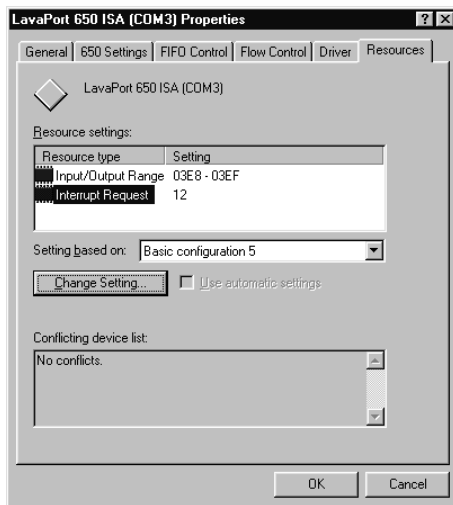 LavaPort 650 ISA (COM3) Properties
General 650 Settings FIFO Control Flow Control Driver Resources
LavaPort 650 ISA (COM3)
Resource settings:
Resource type Setting
Input/Output Range 03E8 - 03EF
Interrupt Request 12
Setting based on: Basic configuration 5
Change Setting... Use automatic settings
Conflicting device list:
No conflicts.
OK Cancel